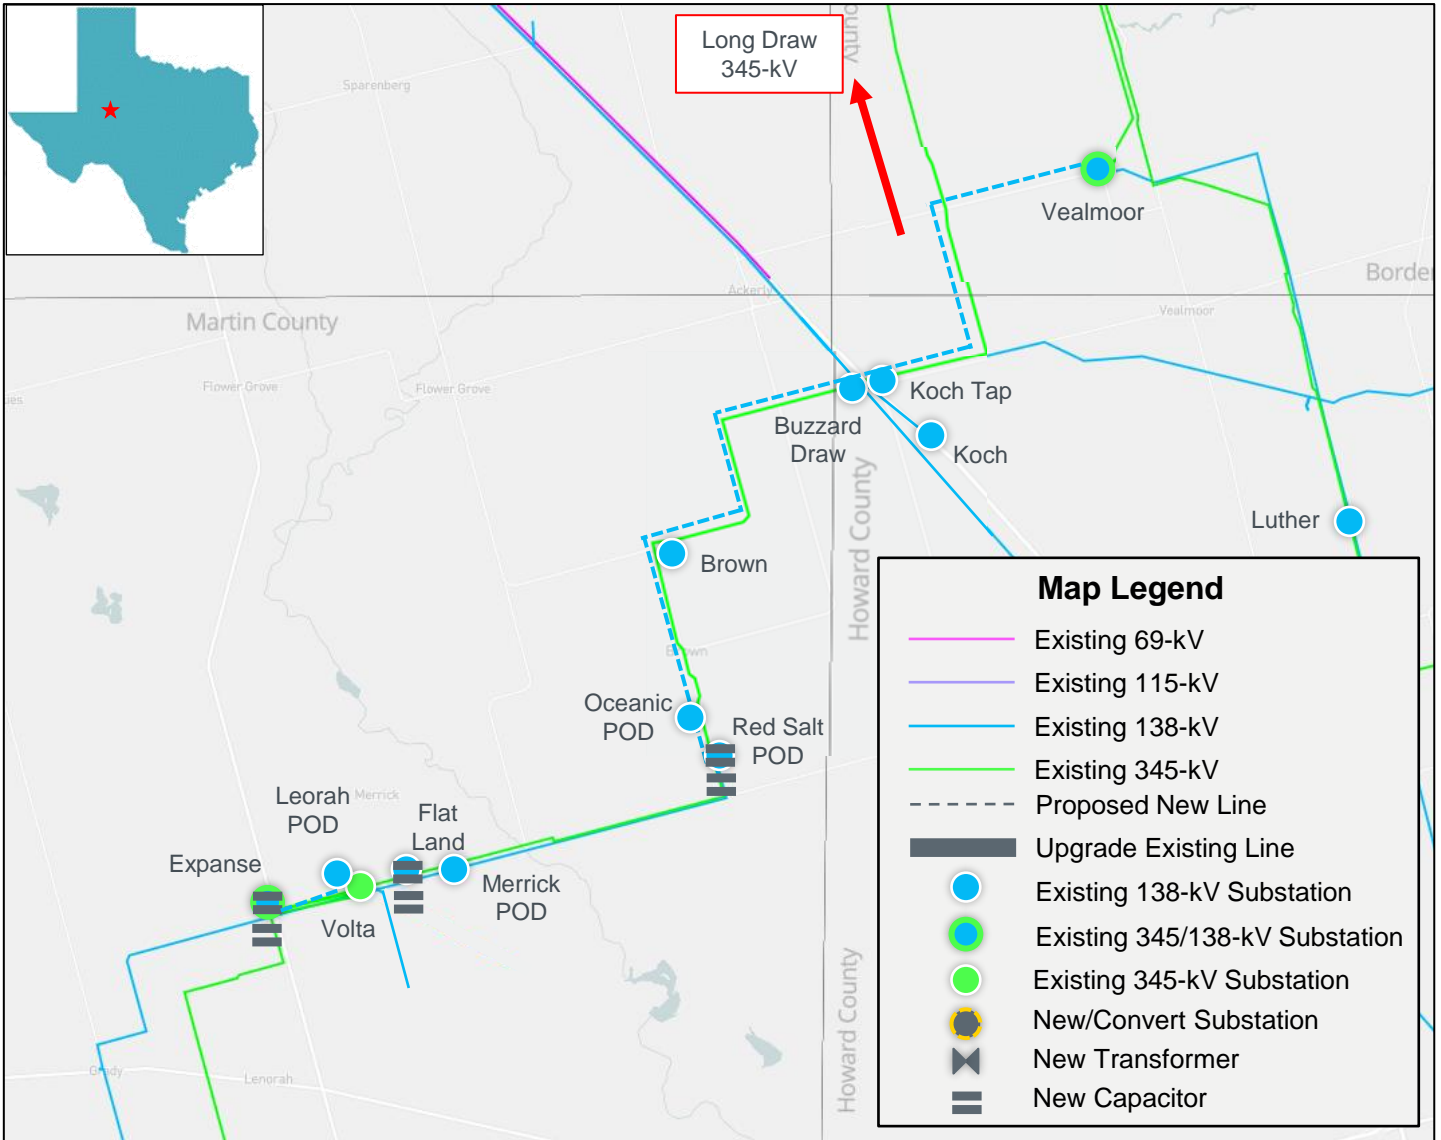 Long Draw
345-kV
ounty
Sparenberg
Vealmoor
Borde
Ackerly
Vealmoor
Martin County
Flower Grove
Flower Grove
ies
Koch Tap
Buzzard
Draw
Koch
Howard County
Luther
Brown
Brown
Oceanic
POD
Red Salt
POD
Leorah
POD
Merrick
Flat
Land
Expanse
Merrick
POD
Volta
Howard County
Grady
Lenorah
Map Legend
Existing 69-kV
Existing 115-kV
Existing 138-kV
Existing 345-kV
Proposed New Line
Upgrade Existing Line
Existing 138-kV Substation
Existing 345/138-kV Substation
Existing 345-kV Substation
New/Convert Substation
New Transformer
New Capacitor